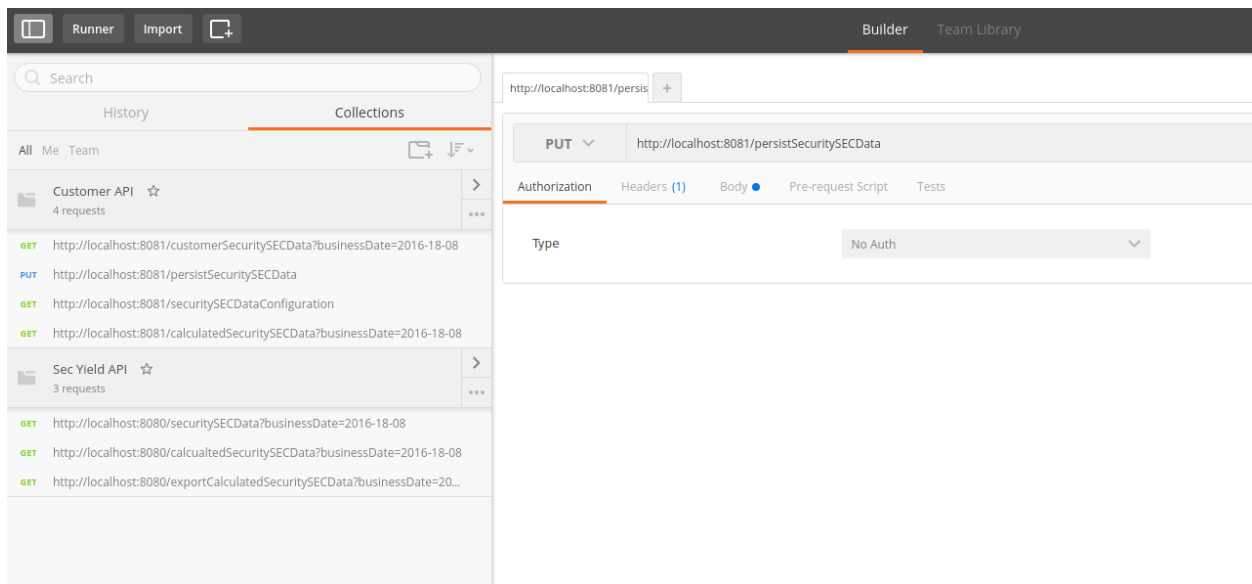 Runner Import Builder Team Library
Search
History Collections
All Me Team
Customer API
4 requests
GET http://localhost:8081/customerSecuritySECData?businessDate=2016-18-08
PUT http://localhost:8081/persistSecuritySECData
GET http://localhost:8081/securitySECDataConfiguration
GET http://localhost:8081/calculatedSecuritySECData?businessDate=2016-18-08
Sec Yield API
3 requests
GET http://localhost:8080/securitySECData?businessDate=2016-18-08
GET http://localhost:8080/calcualtedSecuritySECData?businessDate=2016-18-08
GET http://localhost:8080/exportCalculatedSecuritySECData?businessDate=20...
http://localhost:8081/persis +
PUT http://localhost:8081/persistSecuritySECData
Authorization Headers (1) Body Pre-request Script Tests
Type No Auth